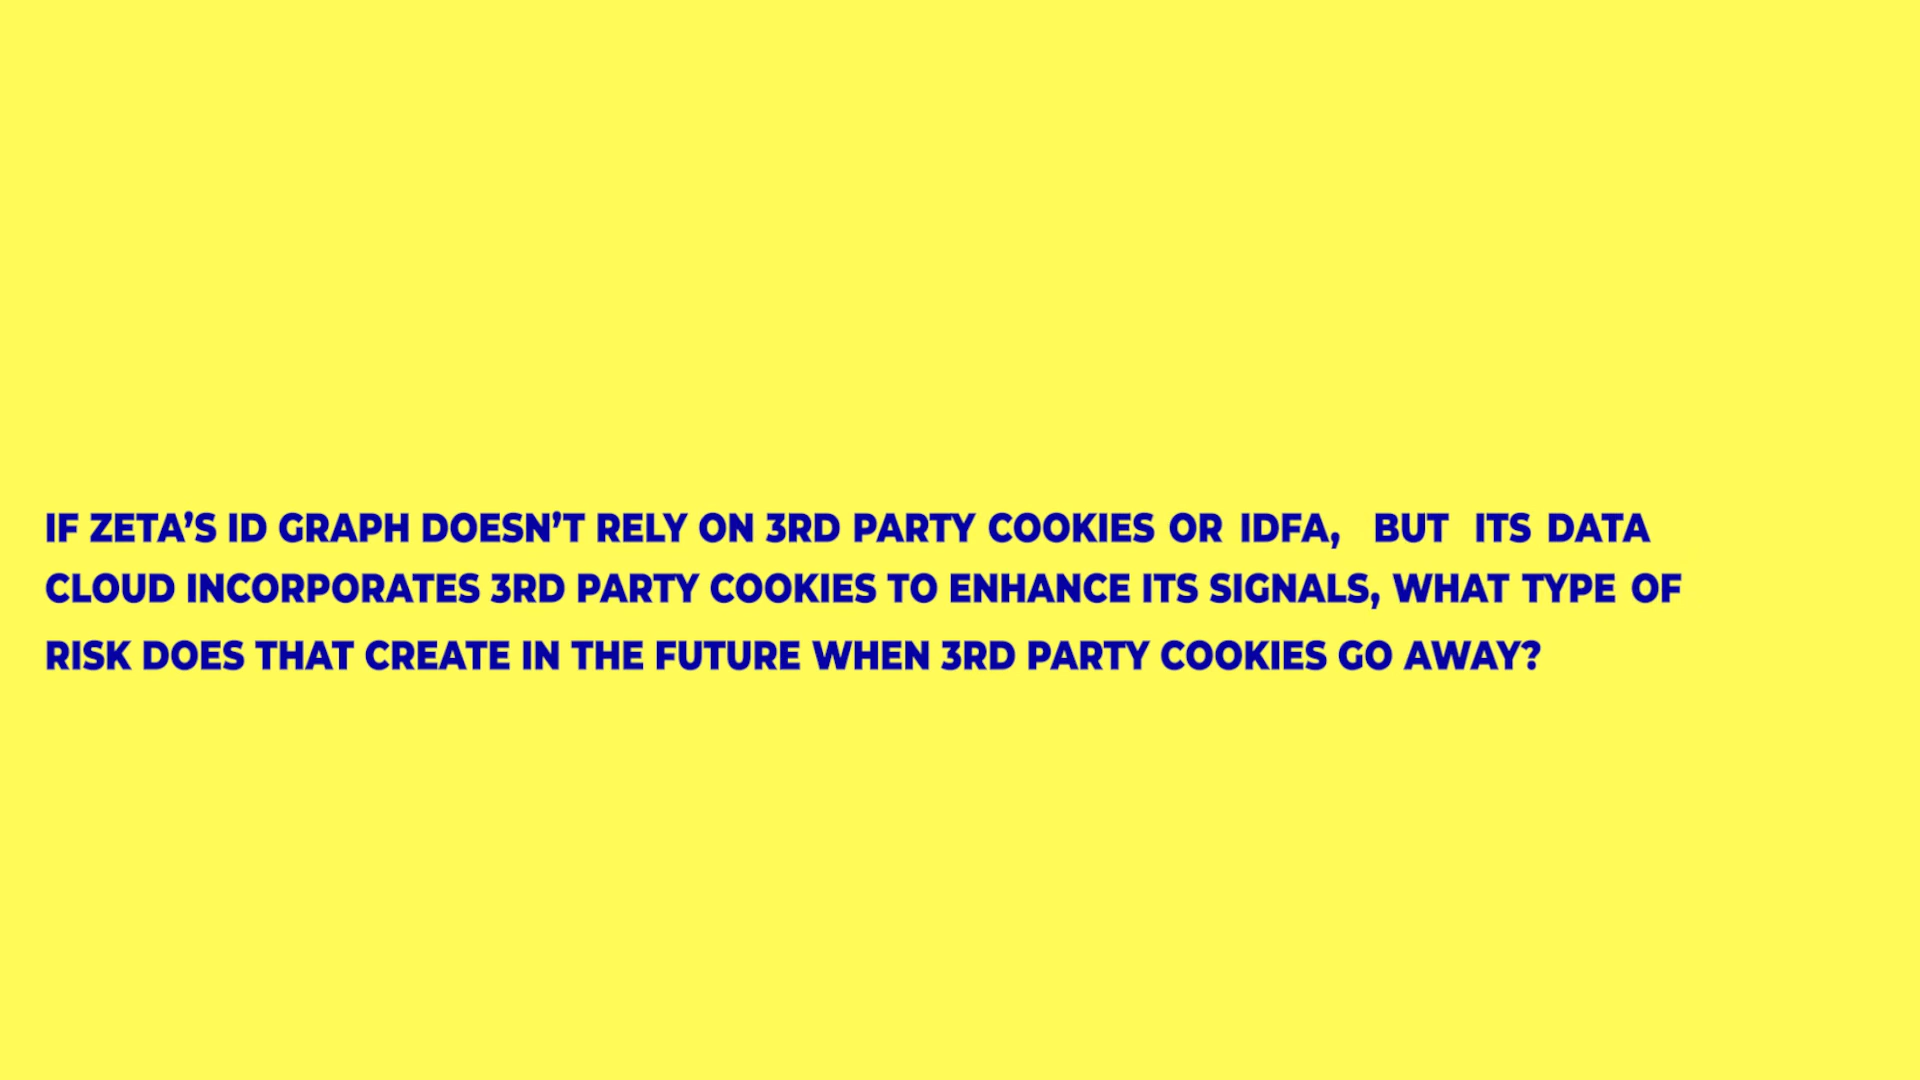 IF ZETA’S ID GRAPH DOESN’T RELY ON 3RD PARTY COOKIES OR IDFA, BUT ITS DATA
CLOUD INCORPORATES 3RD PARTY COOKIES TO ENHANCE ITS SIGNALS, WHAT TYPE OF
RISK DOES THAT CREATE IN THE FUTURE WHEN 3RD PARTY COOKIES GO AWAY?